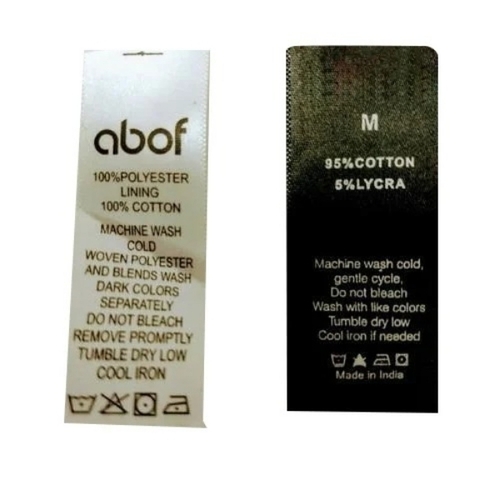 abof
100%POLYESTER
LINING
100% COTTON
MACHINE WASH
COLD
WOVEN POLYESTER
AND BLENDS WASH
DARK COLORS
SEPARATELY
DO NOT BLEACH
REMOVE PROMPTLY
TUMBLE DRY LOW
COOL IRON
M
95%COTTON
5%LYCRA
Machine wash cold,
gentle cycle,
Do not bleach
Wash with like colors
Tumble dry low
Cool iron if needed
Made in India